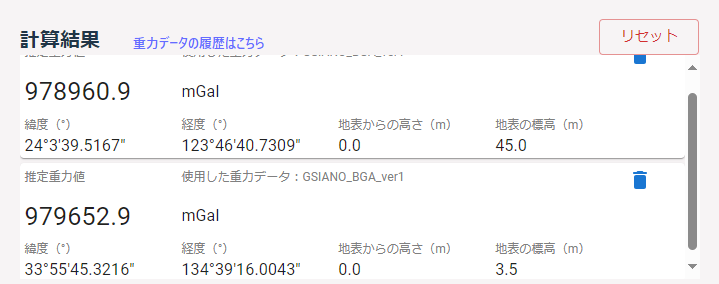 計算結果 重力データの履歴はこちら リセット
978960.9 mGal
緯度（°） 経度（°） 地表からの高さ（m） 地表の標高（m）
24°3'39.5167" 123°46'40.7309" 0.0 45.0
推定重力値 使用した重力データ：GSIANO_BGA_ver1
979652.9 mGal
緯度（°） 経度（°） 地表からの高さ（m） 地表の標高（m）
33°55'45.3216" 134°39'16.0043" 0.0 3.5